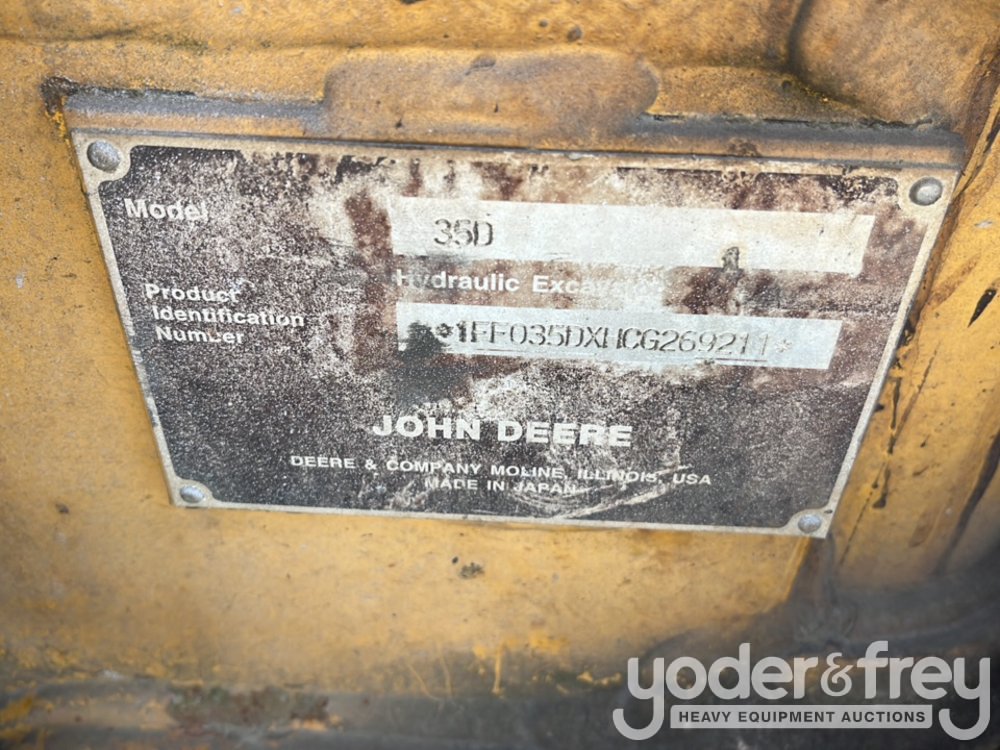 Model
35D
Hydraulic Excavator
Product
Identification
Number
*1FF035DXHCG269211*
JOHN DEERE
DEERE & COMPANY MOLINE, ILLINOIS, USA
MADE IN JAPAN
yoder&frey
HEAVY EQUIPMENT AUCTIONS